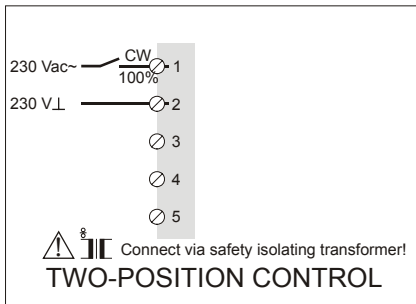 CW
230 Vac~ 1
100%
230 V⊥ 2
3
4
5
Connect via safety isolating transformer!
TWO-POSITION CONTROL